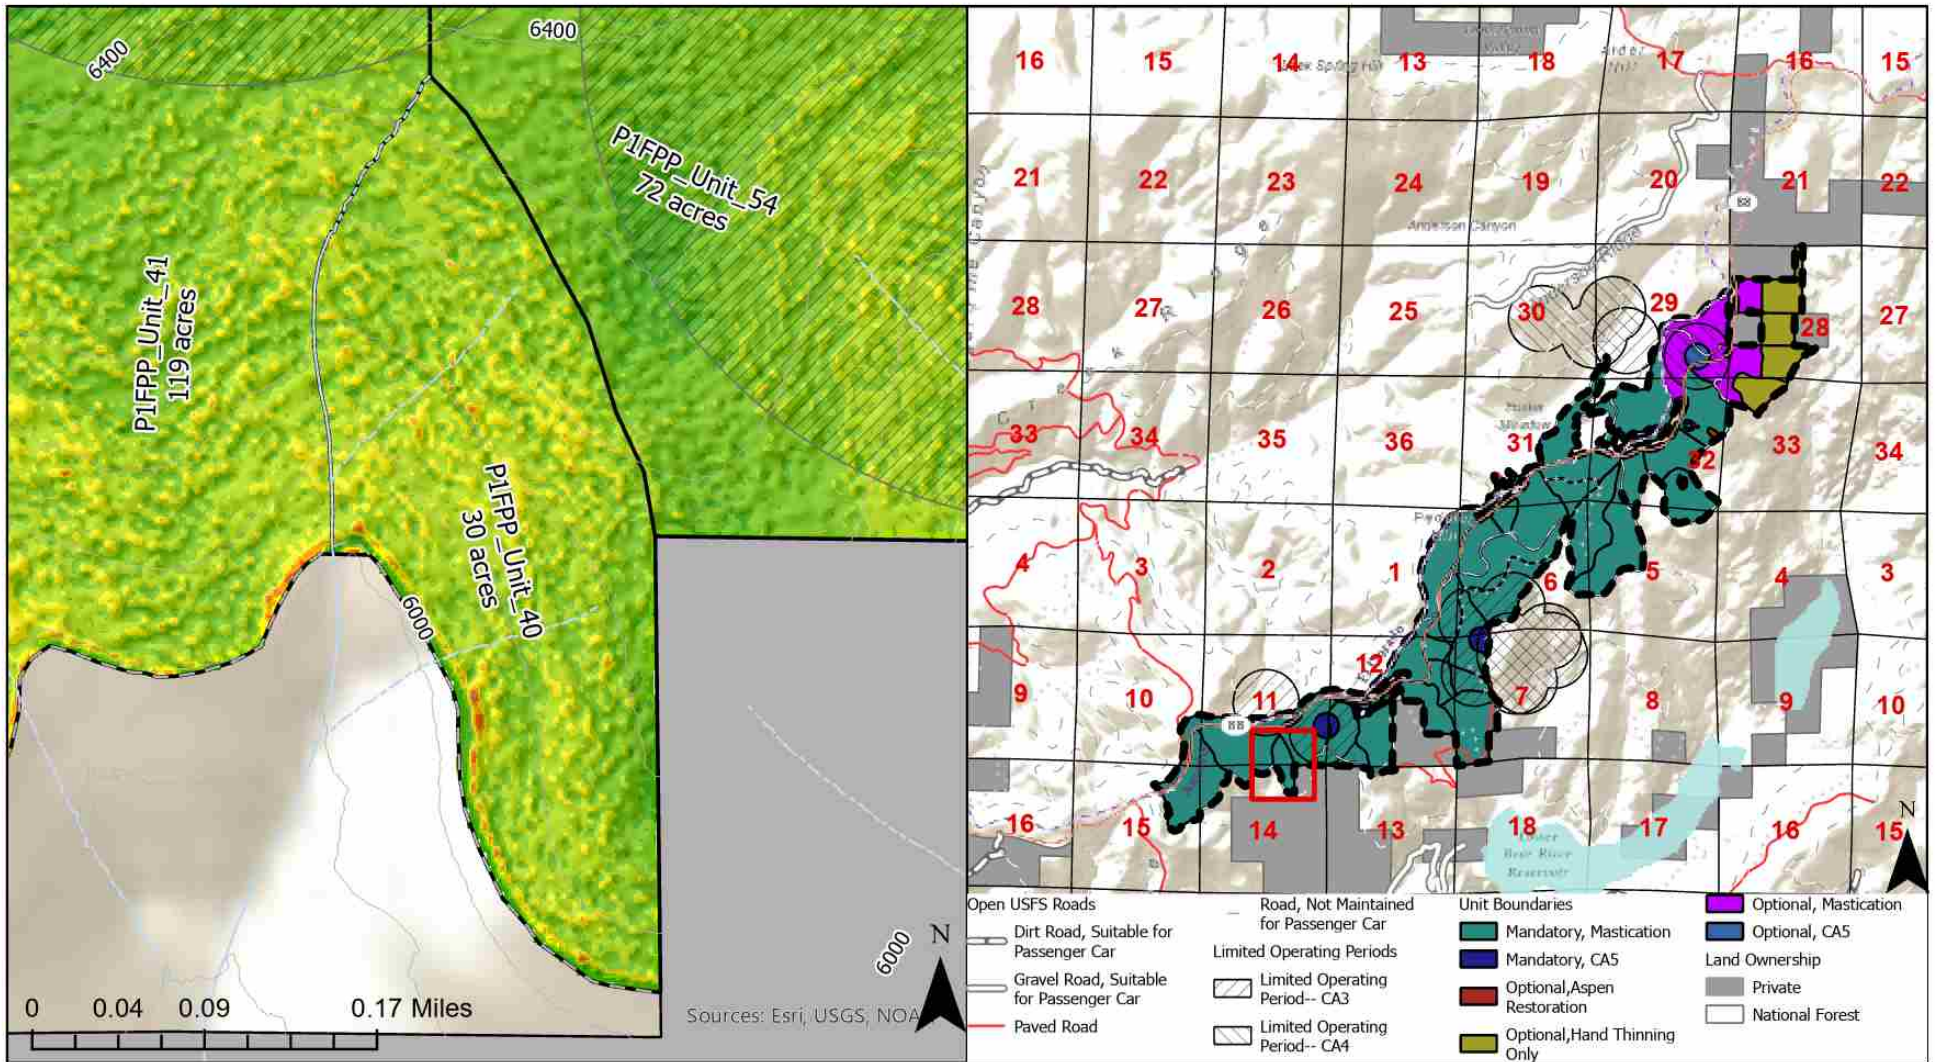 6400
6400
P1FPP_Unit_54
72 acres
P1FPP_Unit_41
119 acres
P1FPP_Unit_40
30 acres
6000
6000
N
0 0.04 0.09 0.17 Miles
Sources: Esri, USGS, NOA
16 15 14 13 18 17 16 15
21 22 23 24 19 20 21 22
88
Anderson Canyon
28 27 26 25 30 29 28 27
33 34 35 36 31 32 33 34
4 3 2 1 6 5 4 3
9 10 11 12 7 8 9 10
88
16 15 14 13 18 17 16 15
Lower
Bear River
Reservoir
N
Open USFS Roads
Dirt Road, Suitable for
Passenger Car
Gravel Road, Suitable
for Passenger Car
Paved Road
Road, Not Maintained
for Passenger Car
Limited Operating Periods
Limited Operating
Period-- CA3
Limited Operating
Period-- CA4
Unit Boundaries
Mandatory, Mastication
Mandatory, CA5
Optional,Aspen
Restoration
Optional,Hand Thinning
Only
Optional, Mastication
Optional, CA5
Land Ownership
Private
National Forest